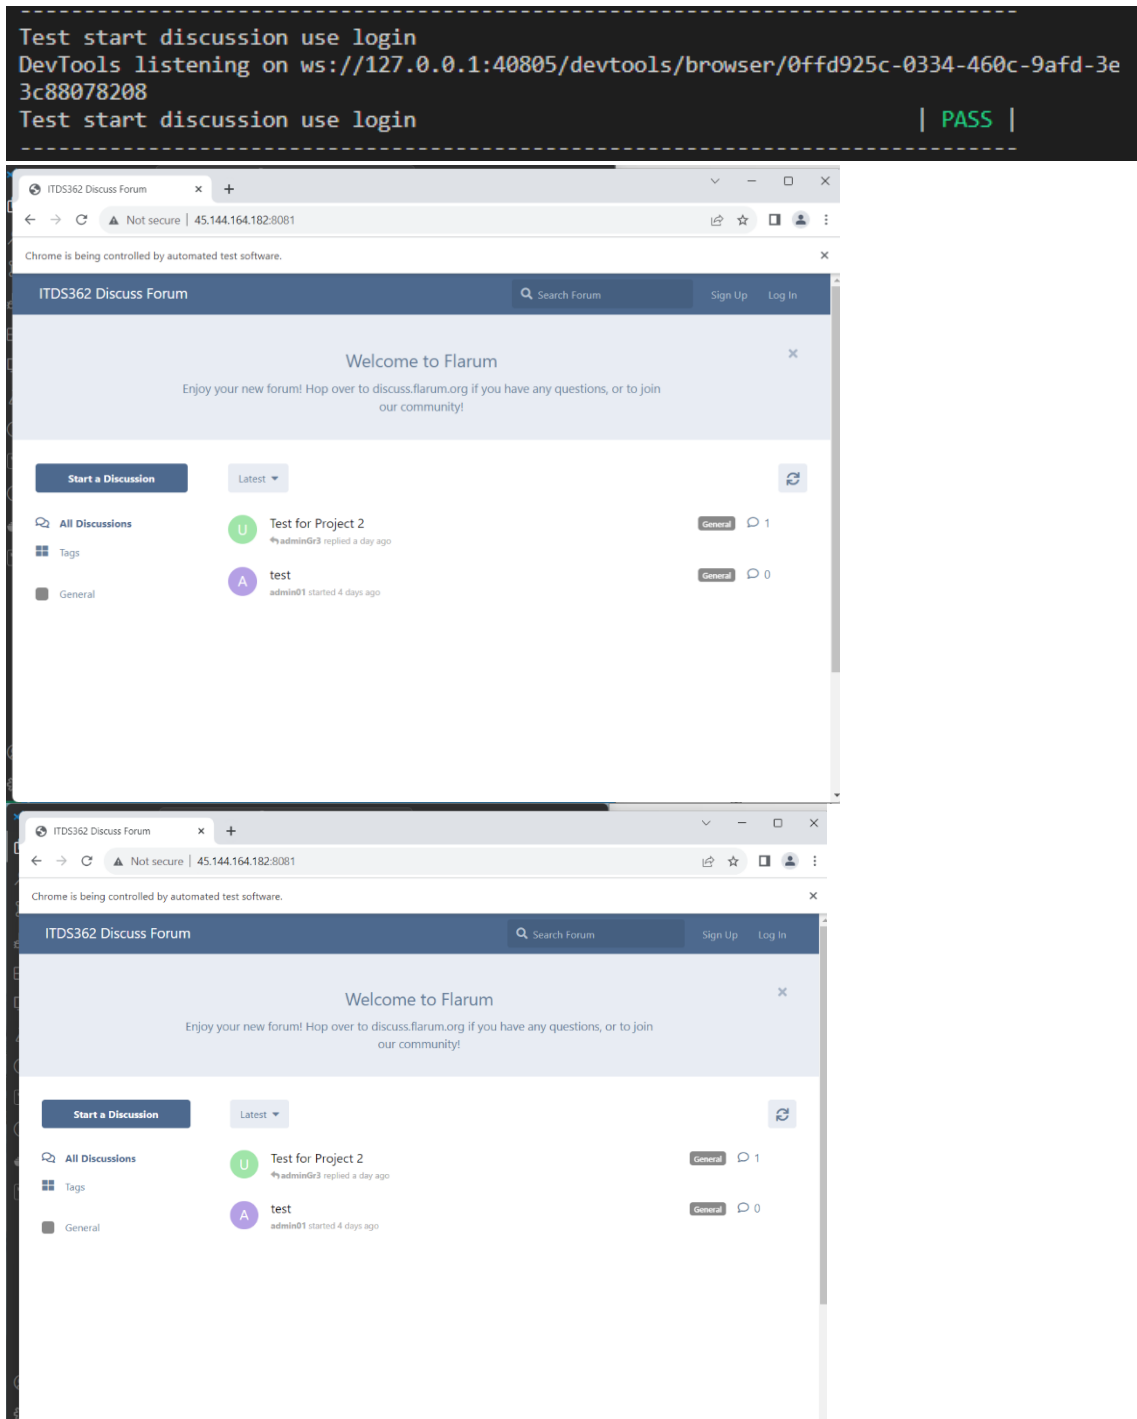 Test start discussion use login
DevTools listening on ws://127.0.0.1:40805/devtools/browser/0ffd925c-0334-460c-9afd-3e
3c88078208
Test start discussion use login | PASS |
ITDS362 Discuss Forum
Not secure | 45.144.164.182:8081
Chrome is being controlled by automated test software.
ITDS362 Discuss Forum Search Forum Sign Up Log In
Welcome to Flarum
Enjoy your new forum! Hop over to discuss.flarum.org if you have any questions, or to join
our community!
Start a Discussion Latest
All Discussions U Test for Project 2 General 1
adminGr3 replied a day ago
Tags
A test General 0
admin01 started 4 days ago
General
ITDS362 Discuss Forum
Not secure | 45.144.164.182:8081
Chrome is being controlled by automated test software.
ITDS362 Discuss Forum Search Forum Sign Up Log In
Welcome to Flarum
Enjoy your new forum! Hop over to discuss.flarum.org if you have any questions, or to join
our community!
Start a Discussion Latest
All Discussions U Test for Project 2 General 1
adminGr3 replied a day ago
Tags
A test General 0
admin01 started 4 days ago
General